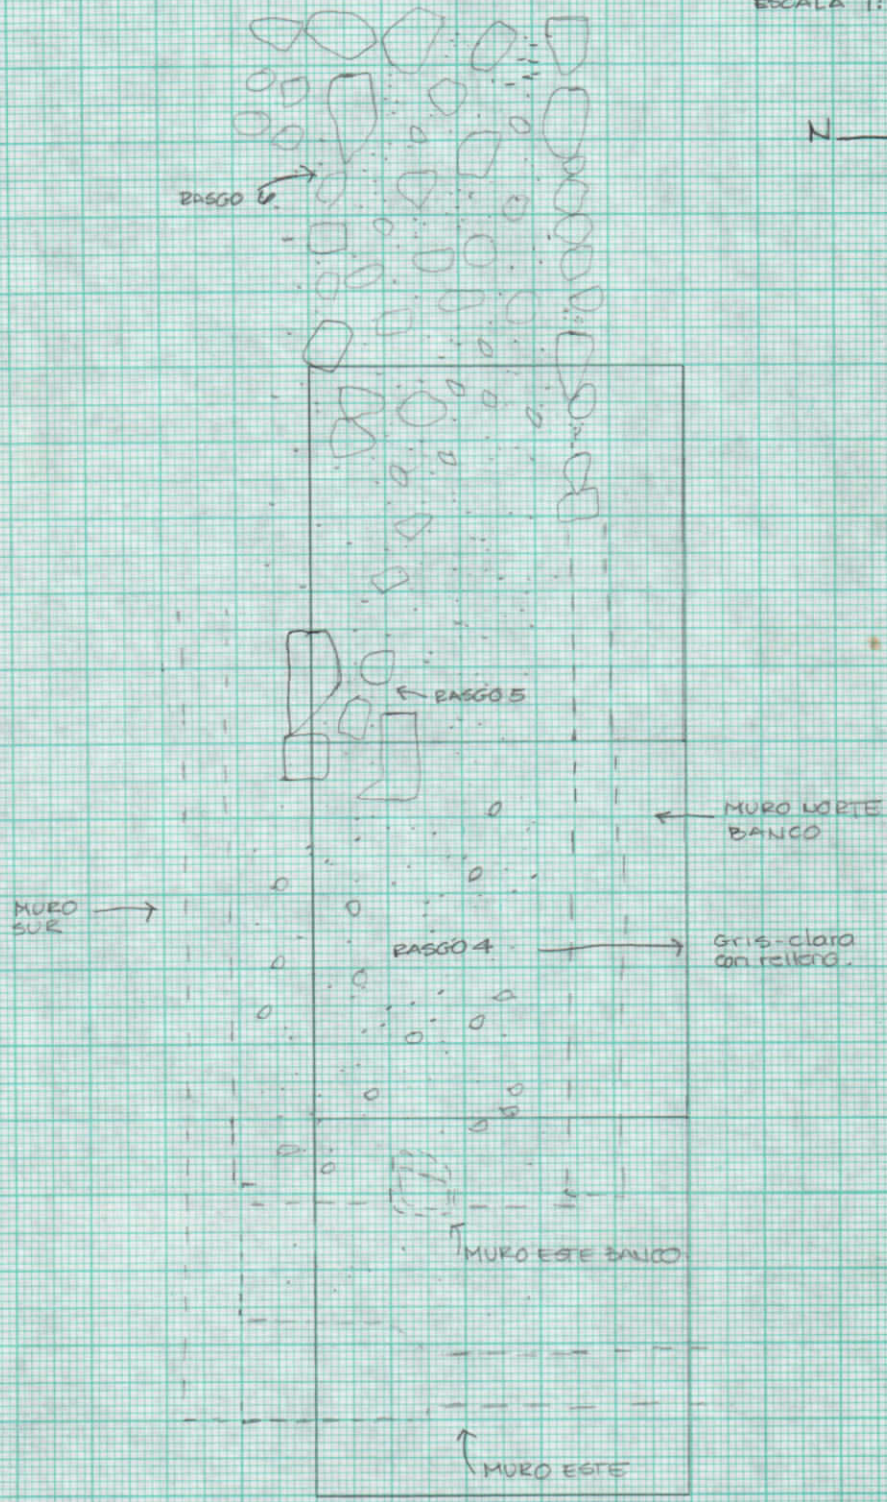 ESCALA 1:
N
RASGO 6
RASGO 5
MURO NORTE
BANCO
MURO
SUR
RASGO 4
Gris-claro
con relleno.
MURO ESTE BANCO
MURO ESTE